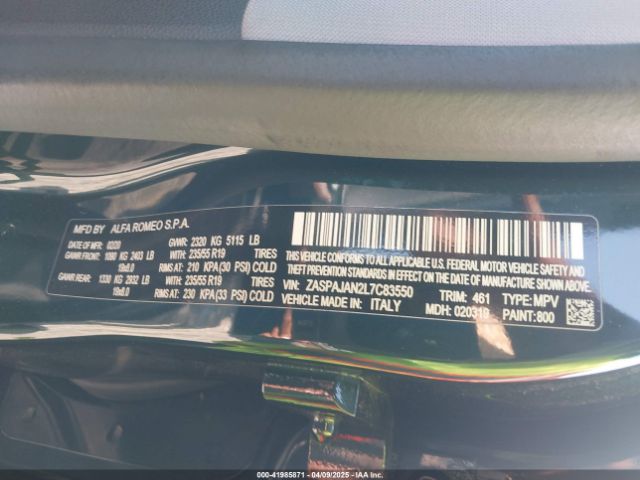 MFD BY ALFA ROMEO S.P.A.
DATE OF MFR: 02/20 GVWR: 2320 KG 5115 LB
GAWR FRONT: 1090 KG 2403 LB WITH: 235/55 R19 TIRES
19x8.0 RIMS AT: 210 KPA(30 PSI) COLD
GAWR REAR: 1330 KG 2932 LB WITH: 235/55 R19 TIRES
19x8.0 RIMS AT: 230 KPA(33 PSI) COLD
THIS VEHICLE CONFORMS TO ALL APPLICABLE U.S. FEDERAL MOTOR VEHICLE SAFETY AND THEFT PREVENTION STANDARDS IN EFFECT ON THE DATE OF MANUFACTURE SHOWN ABOVE.
VIN: ZASPAJAN2L7C83550 TRIM: 461 TYPE: MPV
VEHICLE MADE IN: ITALY MDH: 020319 PAINT: 800
000-41985871 - 04/09/2025 - IAAI.COM